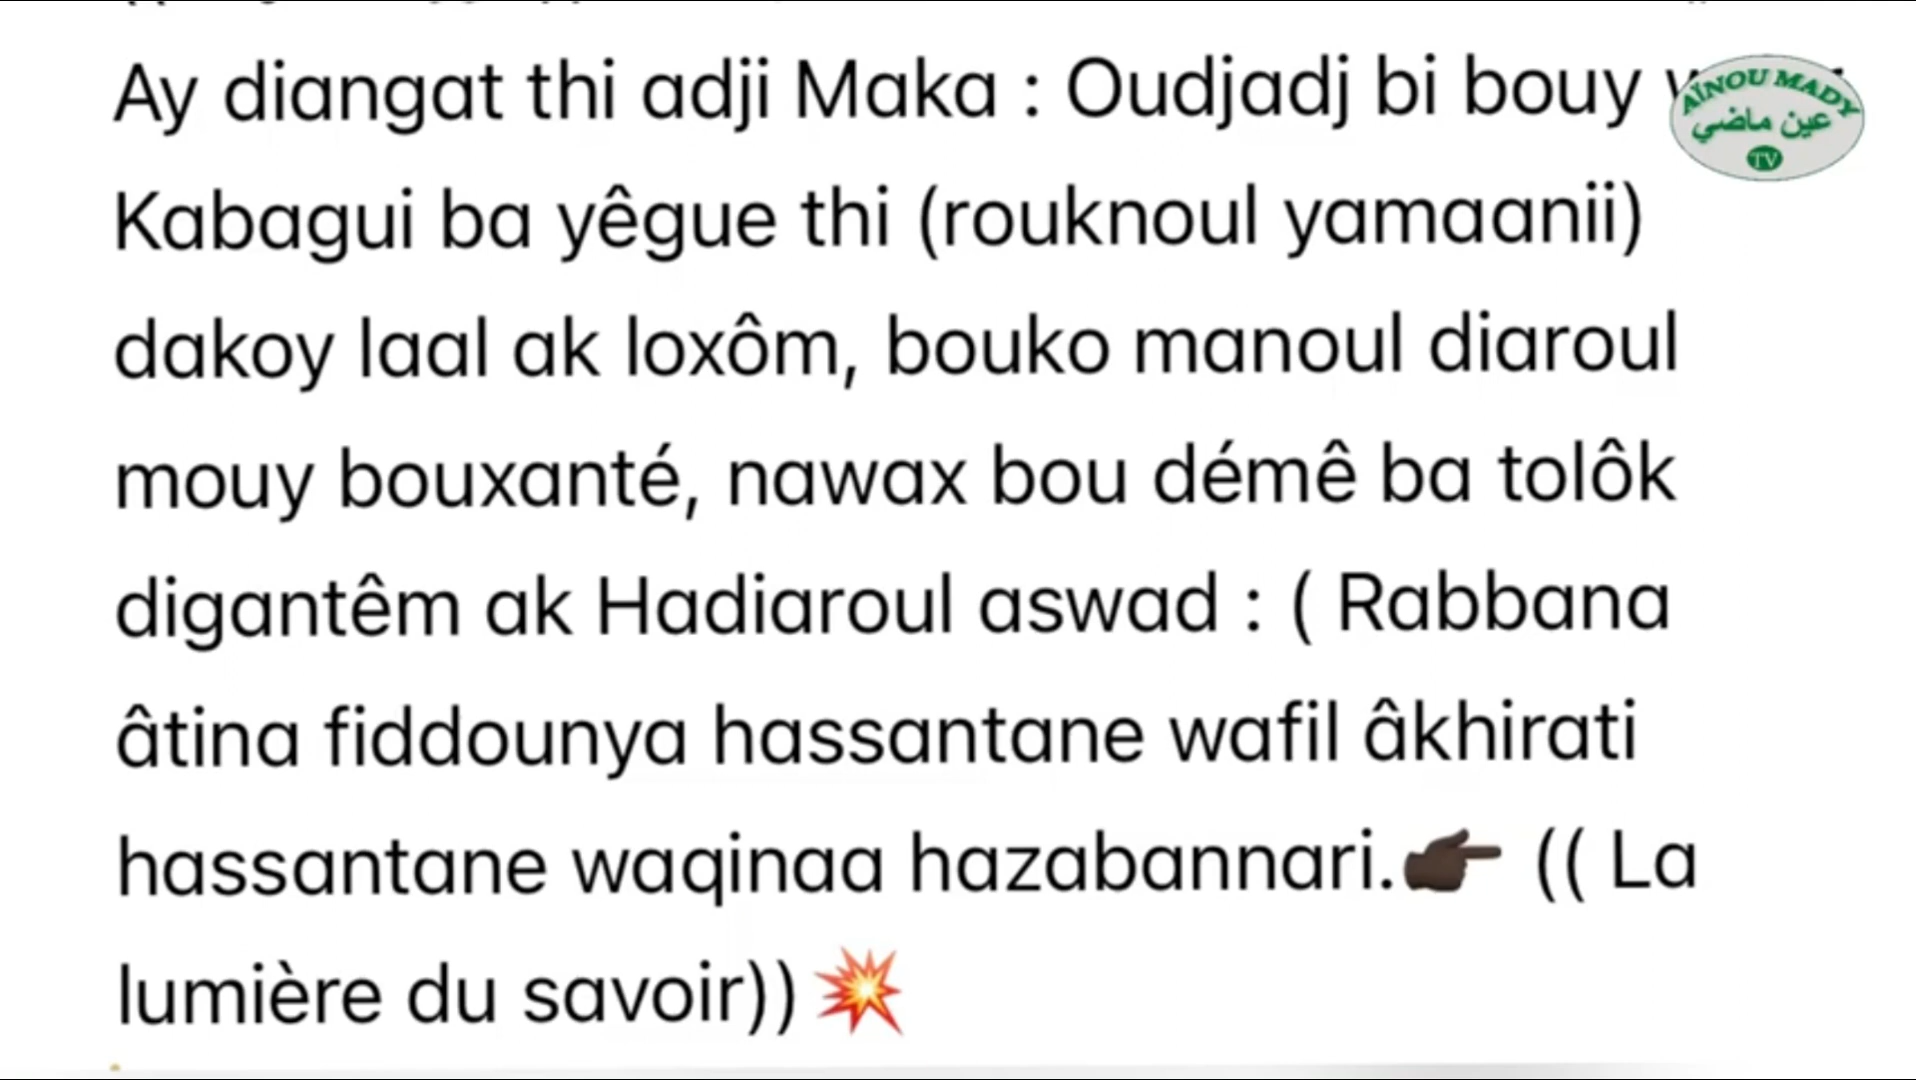 Ay diangat thi adji Maka : Oudjadj bi bouy
AÏNOU MADY
عين ماضي
TV
Kabagui ba yêgue thi (rouknoul yamaanii)
dakoy laal ak loxôm, bouko manoul diaroul
mouy bouxanté, nawax bou démê ba tolôk
digantêm ak Hadiaroul aswad : ( Rabbana
âtina fiddounya hassantane wafil âkhirati
hassantane waqinaa hazabannari.👉🏿 (( La
lumière du savoir)) 💥